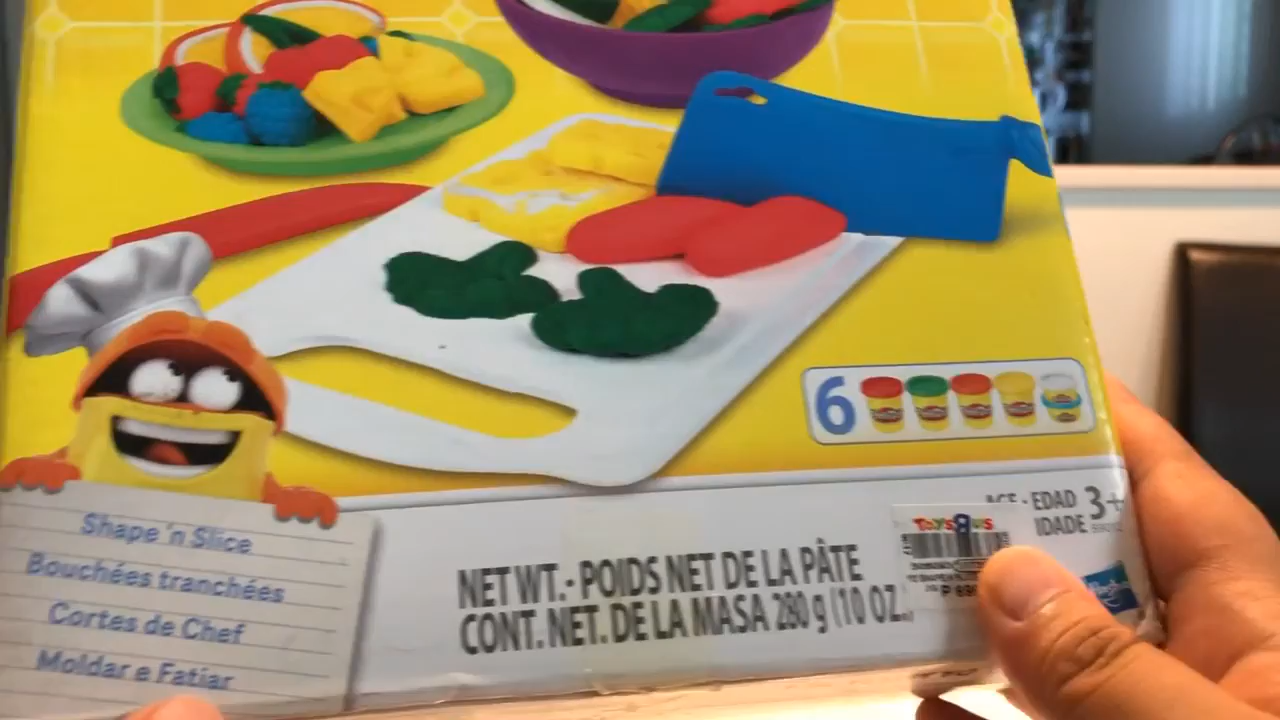 6
AGE · EDAD 3+
IDADE
TOYS R US
Shape 'n Slice
Bouchées tranchées
Cortes de Chef
Moldar e Fatiar
NET WT. · POIDS NET DE LA PÂTE
CONT. NET. DE LA MASA 280 g (10 OZ.)
Hasbro